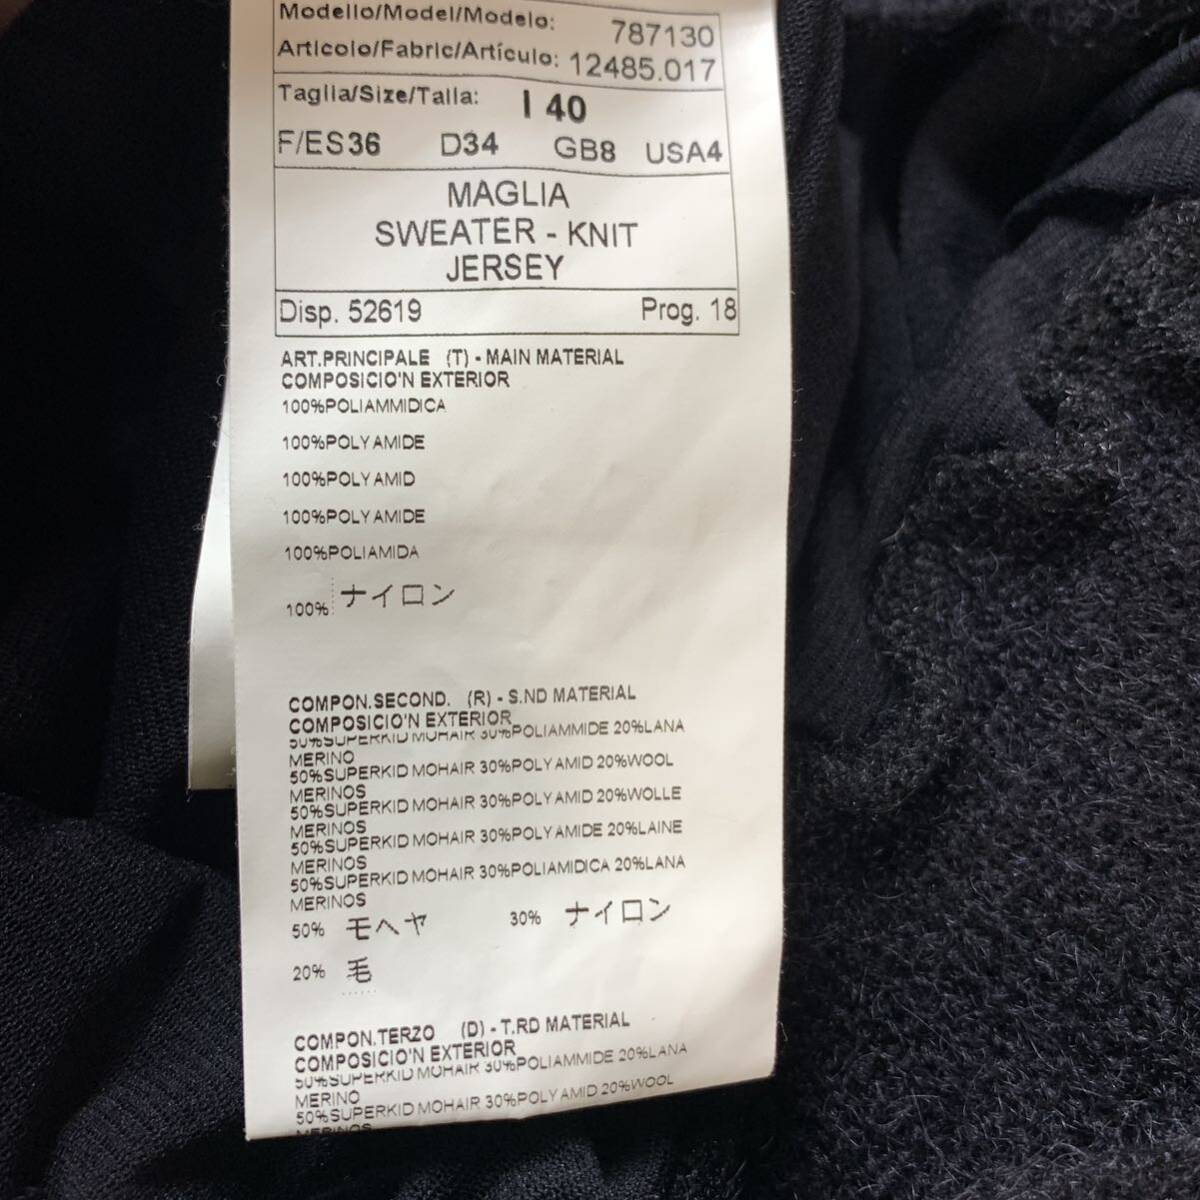 Modello/Model/Modelo: 787130
Articolo/Fabric/Artículo: 12485.017
Taglia/Size/Talla: I 40
F/ES36 D34 GB8 USA4
MAGLIA
SWEATER - KNIT
JERSEY
Disp. 52619 Prog. 18
ART.PRINCIPALE (T) - MAIN MATERIAL
COMPOSICIO'N EXTERIOR
100%POLIAMMIDICA
100%POLYAMIDE
100%POLYAMID
100%POLYAMIDE
100%POLIAMIDA
100% ナイロン
COMPON.SECOND. (R) - S.ND MATERIAL
COMPOSICIO'N EXTERIOR
50%SUPERKID MOHAIR 30%POLIAMMIDE 20%LANA
MERINO
50%SUPERKID MOHAIR 30%POLYAMID 20%WOOL
MERINOS
50%SUPERKID MOHAIR 30%POLYAMID 20%WOLLE
MERINOS
50%SUPERKID MOHAIR 30%POLYAMIDE 20%LAINE
MERINOS
50%SUPERKID MOHAIR 30%POLIAMIDICA 20%LANA
MERINOS
50% モヘヤ 30% ナイロン
20% 毛
COMPON.TERZO (D) - T.RD MATERIAL
COMPOSICIO'N EXTERIOR
50%SUPERKID MOHAIR 30%POLIAMMIDE 20%LANA
MERINO
50%SUPERKID MOHAIR 30%POLYAMID 20%WOOL
MERINOS